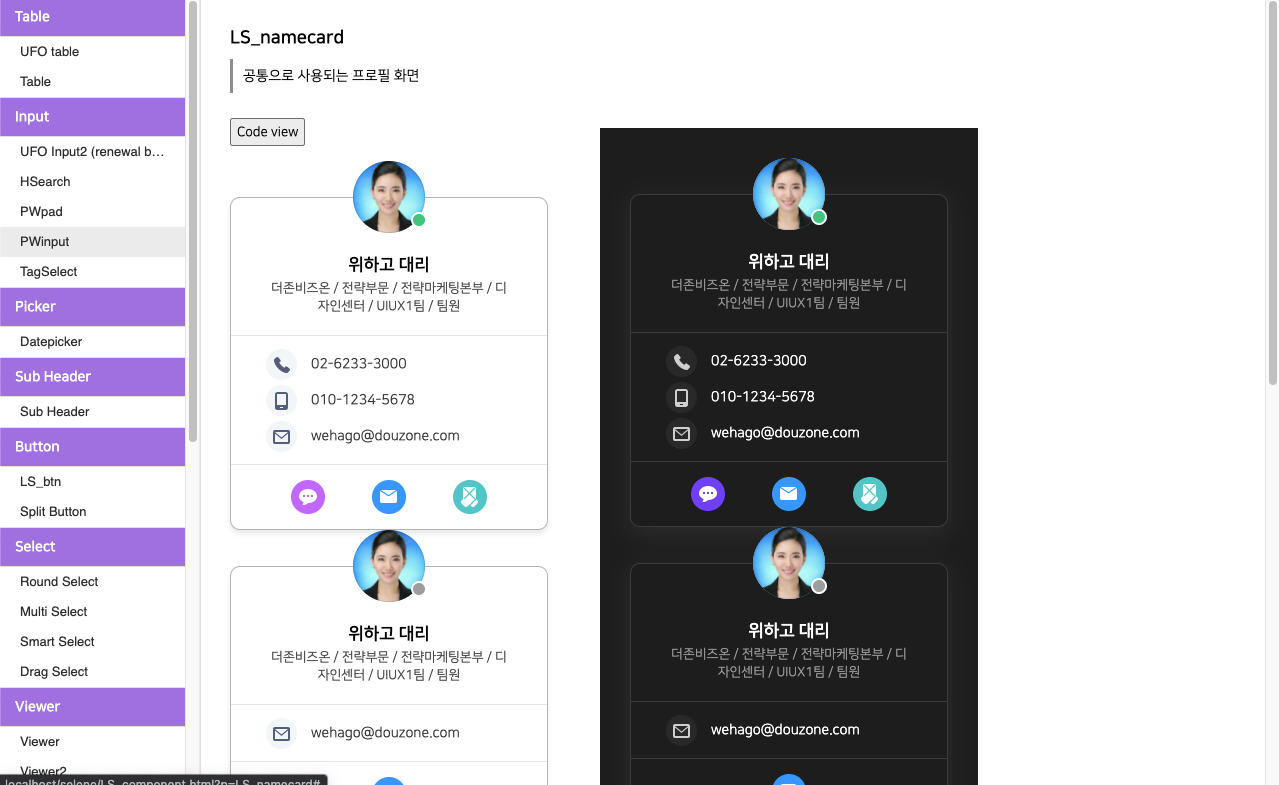 Table
UFO table
Table
Input
UFO Input2 (renewal b…
HSearch
PWpad
PWinput
TagSelect
Picker
Datepicker
Sub Header
Sub Header
Button
LS_btn
Split Button
Select
Round Select
Multi Select
Smart Select
Drag Select
Viewer
Viewer
Viewer2
localhost/selene/LS_component.html?p=LS_namecard#
LS_namecard
공통으로 사용되는 프로필 화면
Code view
위하고 대리
더존비즈온 / 전략부문 / 전략마케팅본부 / 디
자인센터 / UIUX1팀 / 팀원
02-6233-3000
010-1234-5678
wehago@douzone.com
위하고 대리
더존비즈온 / 전략부문 / 전략마케팅본부 / 디
자인센터 / UIUX1팀 / 팀원
wehago@douzone.com
위하고 대리
더존비즈온 / 전략부문 / 전략마케팅본부 / 디
자인센터 / UIUX1팀 / 팀원
02-6233-3000
010-1234-5678
wehago@douzone.com
위하고 대리
더존비즈온 / 전략부문 / 전략마케팅본부 / 디
자인센터 / UIUX1팀 / 팀원
wehago@douzone.com